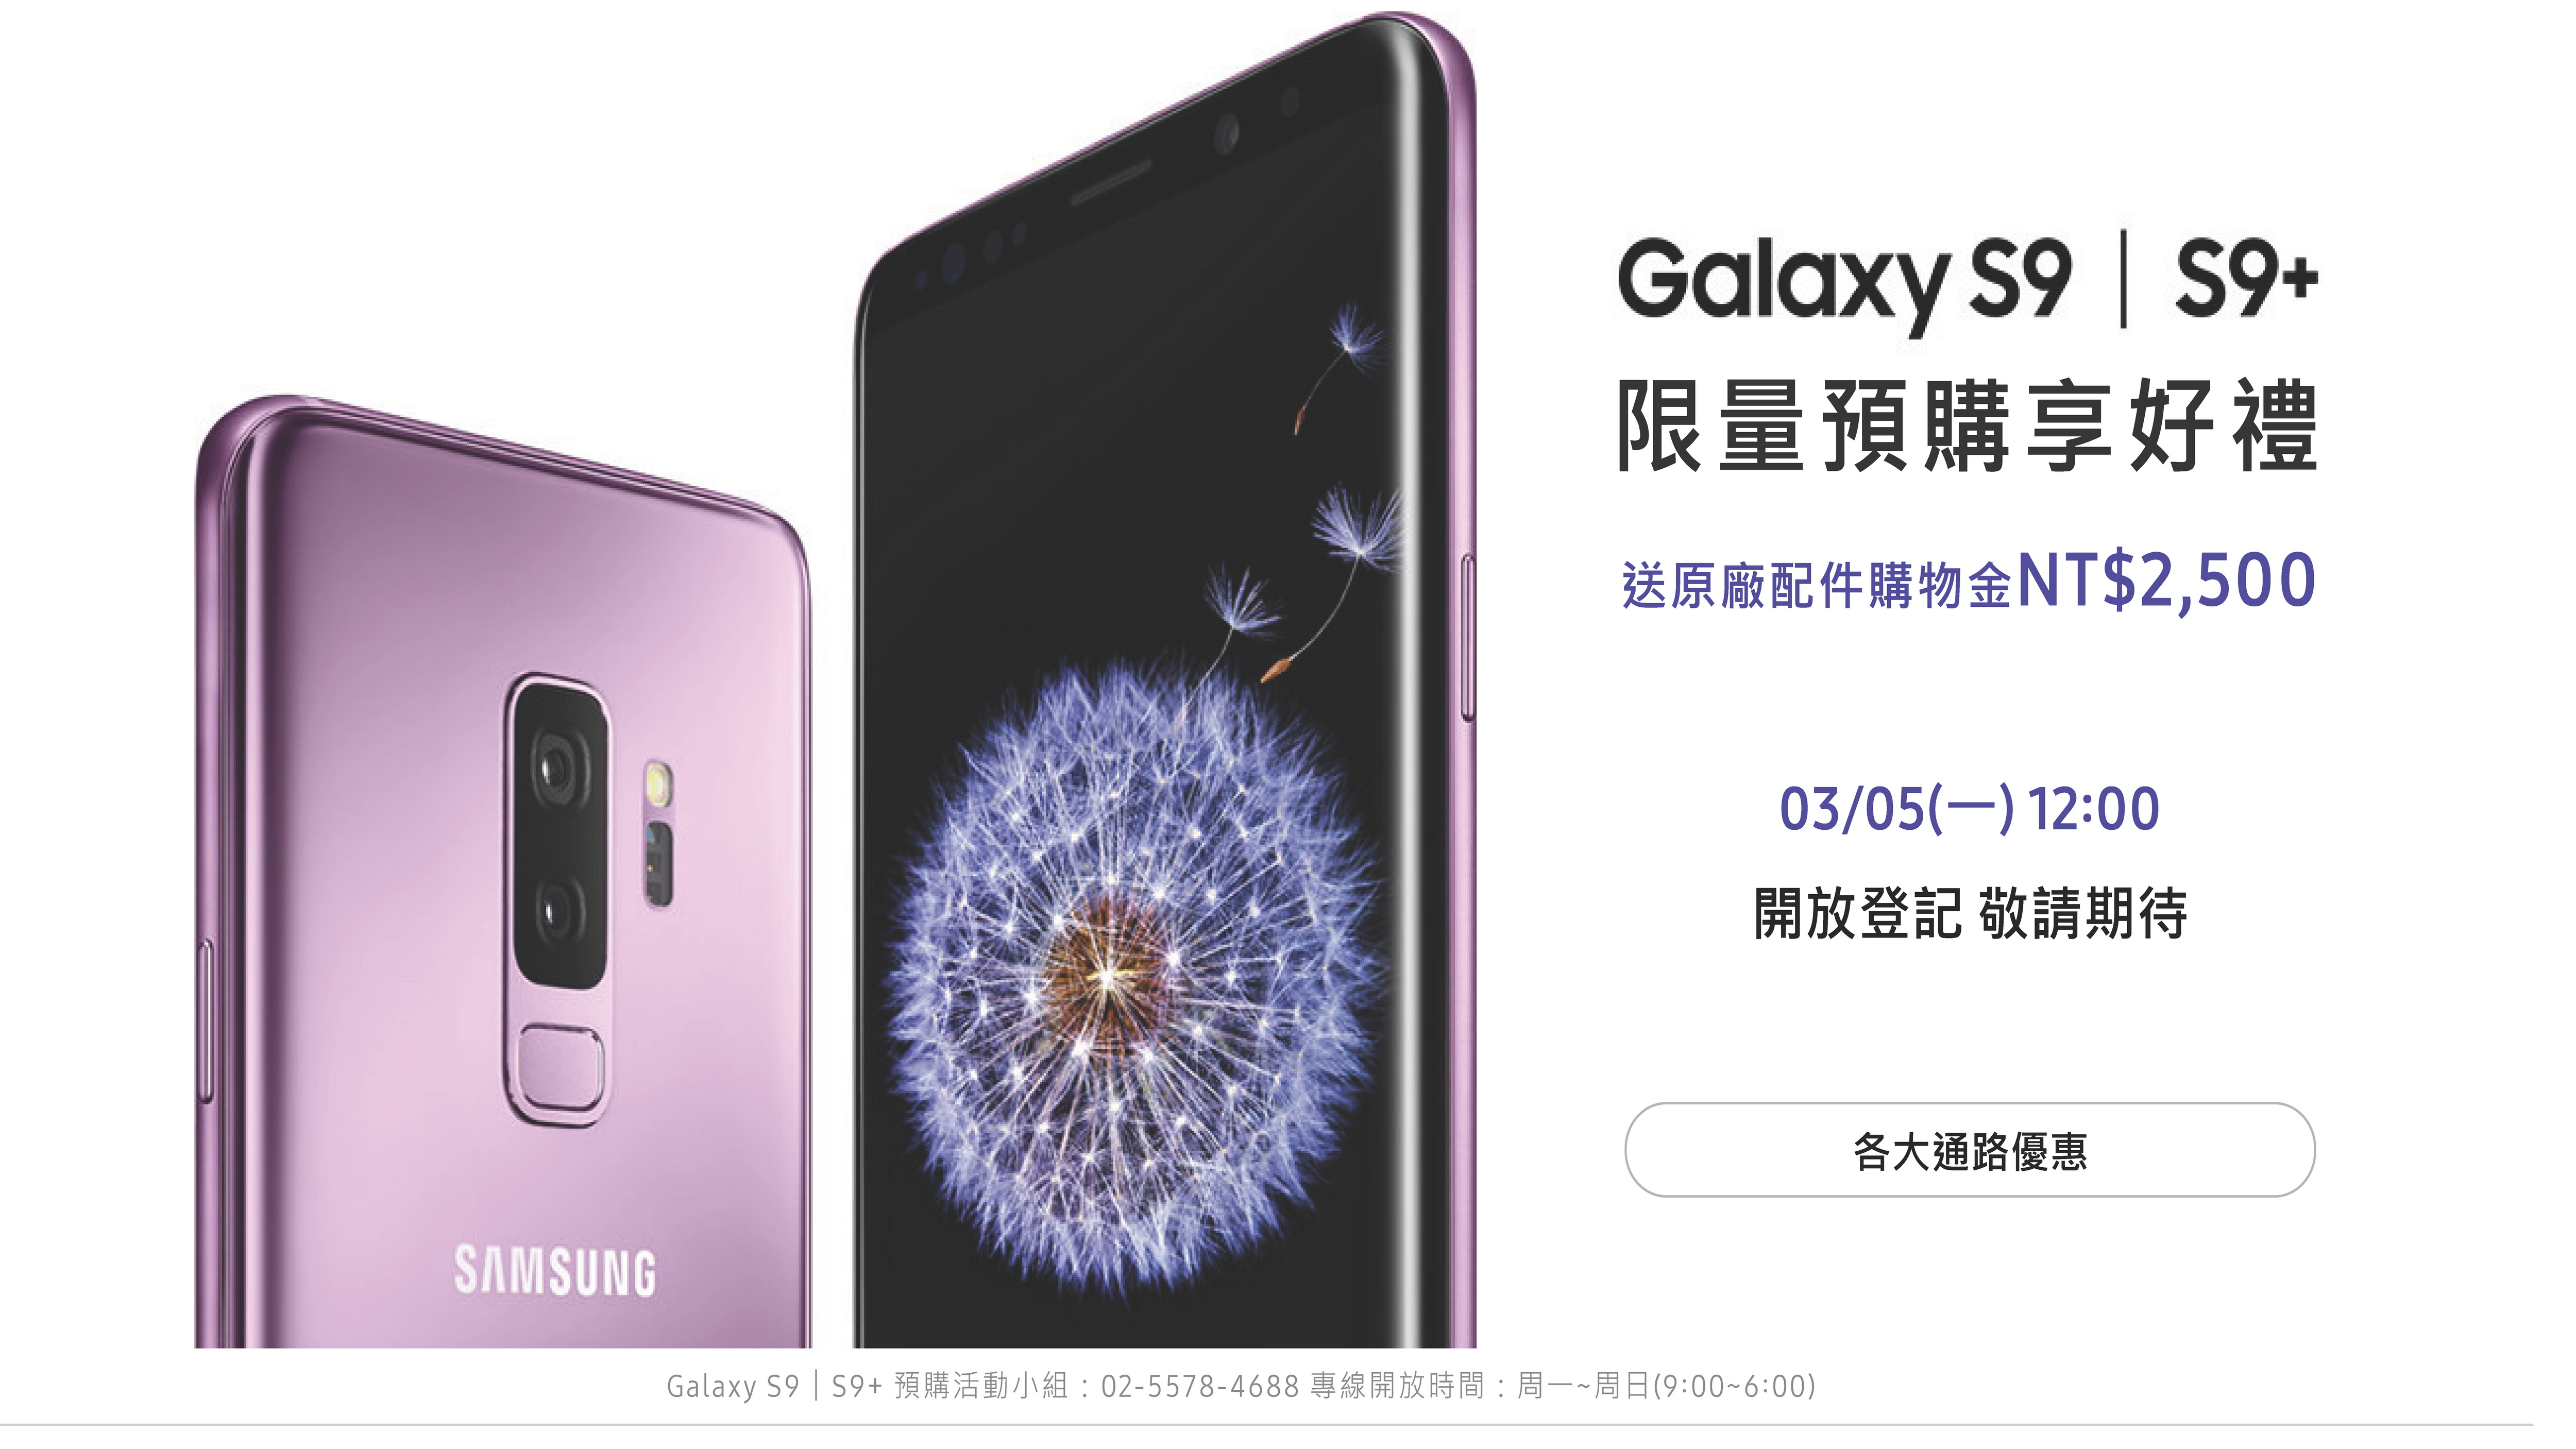 Galaxy S9 | S9+
限量預購享好禮
送原廠配件購物金NT$2,500
03/05(一) 12:00
開放登記 敬請期待
各大通路優惠
SAMSUNG
Galaxy S9 | S9+ 預購活動小組：02-5578-4688 專線開放時間：周一~周日(9:00~6:00)